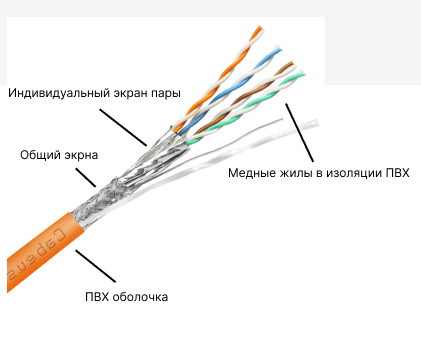 Индивидуальный экран пары
Общий экрна
Медные жилы в изоляции ПВХ
ПВХ оболочка